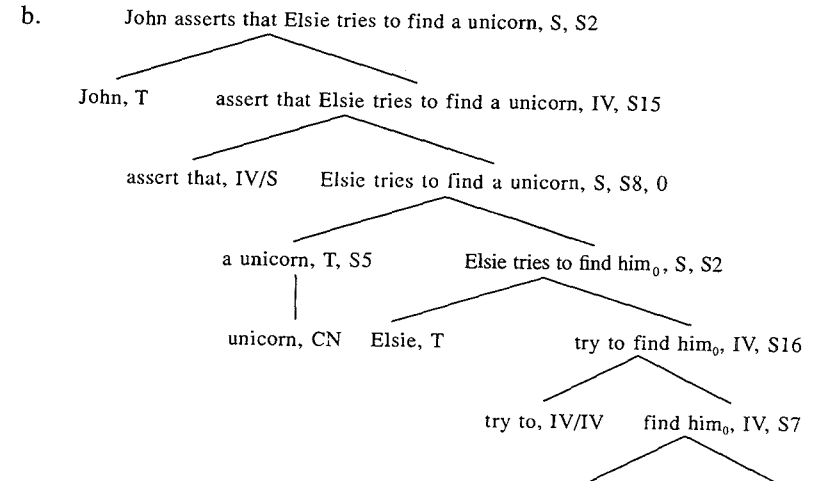 b. John asserts that Elsie tries to find a unicorn, S, S2
John, T assert that Elsie tries to find a unicorn, IV, S15
assert that, IV/S Elsie tries to find a unicorn, S, S8, 0
a unicorn, T, S5 Elsie tries to find him₀, S, S2
unicorn, CN Elsie, T try to find him₀, IV, S16
try to, IV/IV find him₀, IV, S7